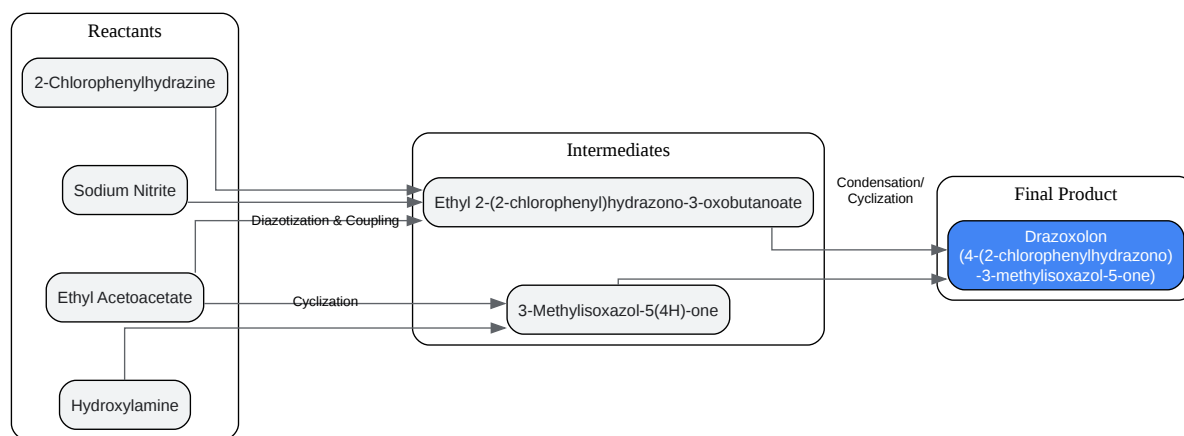 Reactants
2-Chlorophenylhydrazine
Sodium Nitrite
Ethyl Acetoacetate
Hydroxylamine
Diazotization & Coupling
Cyclization
Intermediates
Ethyl 2-(2-chlorophenyl)hydrazono-3-oxobutanoate
3-Methylisoxazol-5(4H)-one
Condensation/
Cyclization
Final Product
Drazoxolon
(4-(2-chlorophenylhydrazono)
-3-methylisoxazol-5-one)